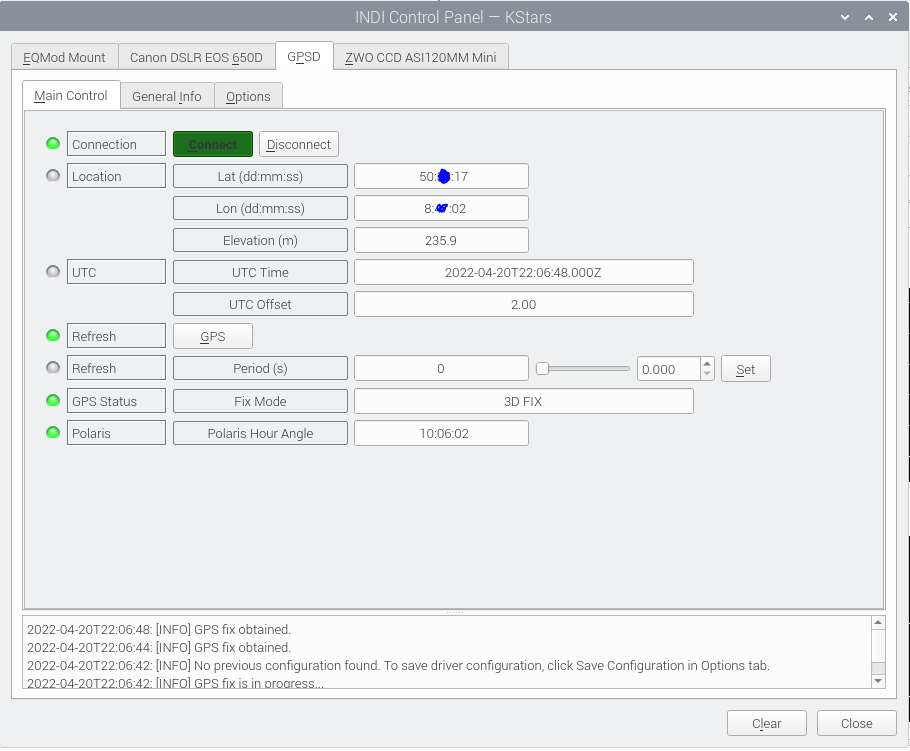 INDI Control Panel — KStars
EQMod Mount Canon DSLR EOS 650D GPSD ZWO CCD ASI120MM Mini
Main Control General Info Options
Connection Connect Disconnect
Location Lat (dd:mm:ss) 50: :17
Lon (dd:mm:ss) 8: :02
Elevation (m) 235.9
UTC UTC Time 2022-04-20T22:06:48.000Z
UTC Offset 2.00
Refresh GPS
Refresh Period (s) 0 0.000 Set
GPS Status Fix Mode 3D FIX
Polaris Polaris Hour Angle 10:06:02
2022-04-20T22:06:48: [INFO] GPS fix obtained.
2022-04-20T22:06:44: [INFO] GPS fix obtained.
2022-04-20T22:06:42: [INFO] No previous configuration found. To save driver configuration, click Save Configuration in Options tab.
2022-04-20T22:06:42: [INFO] GPS fix is in progress...
Clear Close